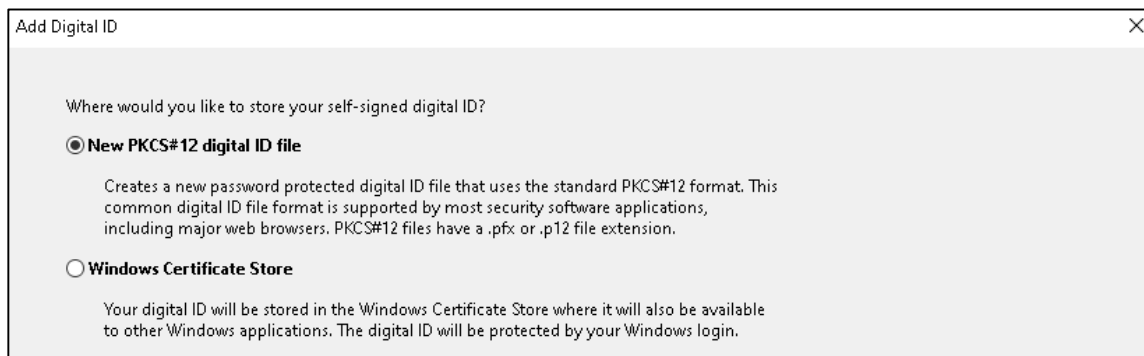 Add Digital ID
Where would you like to store your self-signed digital ID?
New PKCS#12 digital ID file
Creates a new password protected digital ID file that uses the standard PKCS#12 format. This
common digital ID file format is supported by most security software applications,
including major web browsers. PKCS#12 files have a .pfx or .p12 file extension.
Windows Certificate Store
Your digital ID will be stored in the Windows Certificate Store where it will also be available
to other Windows applications. The digital ID will be protected by your Windows login.